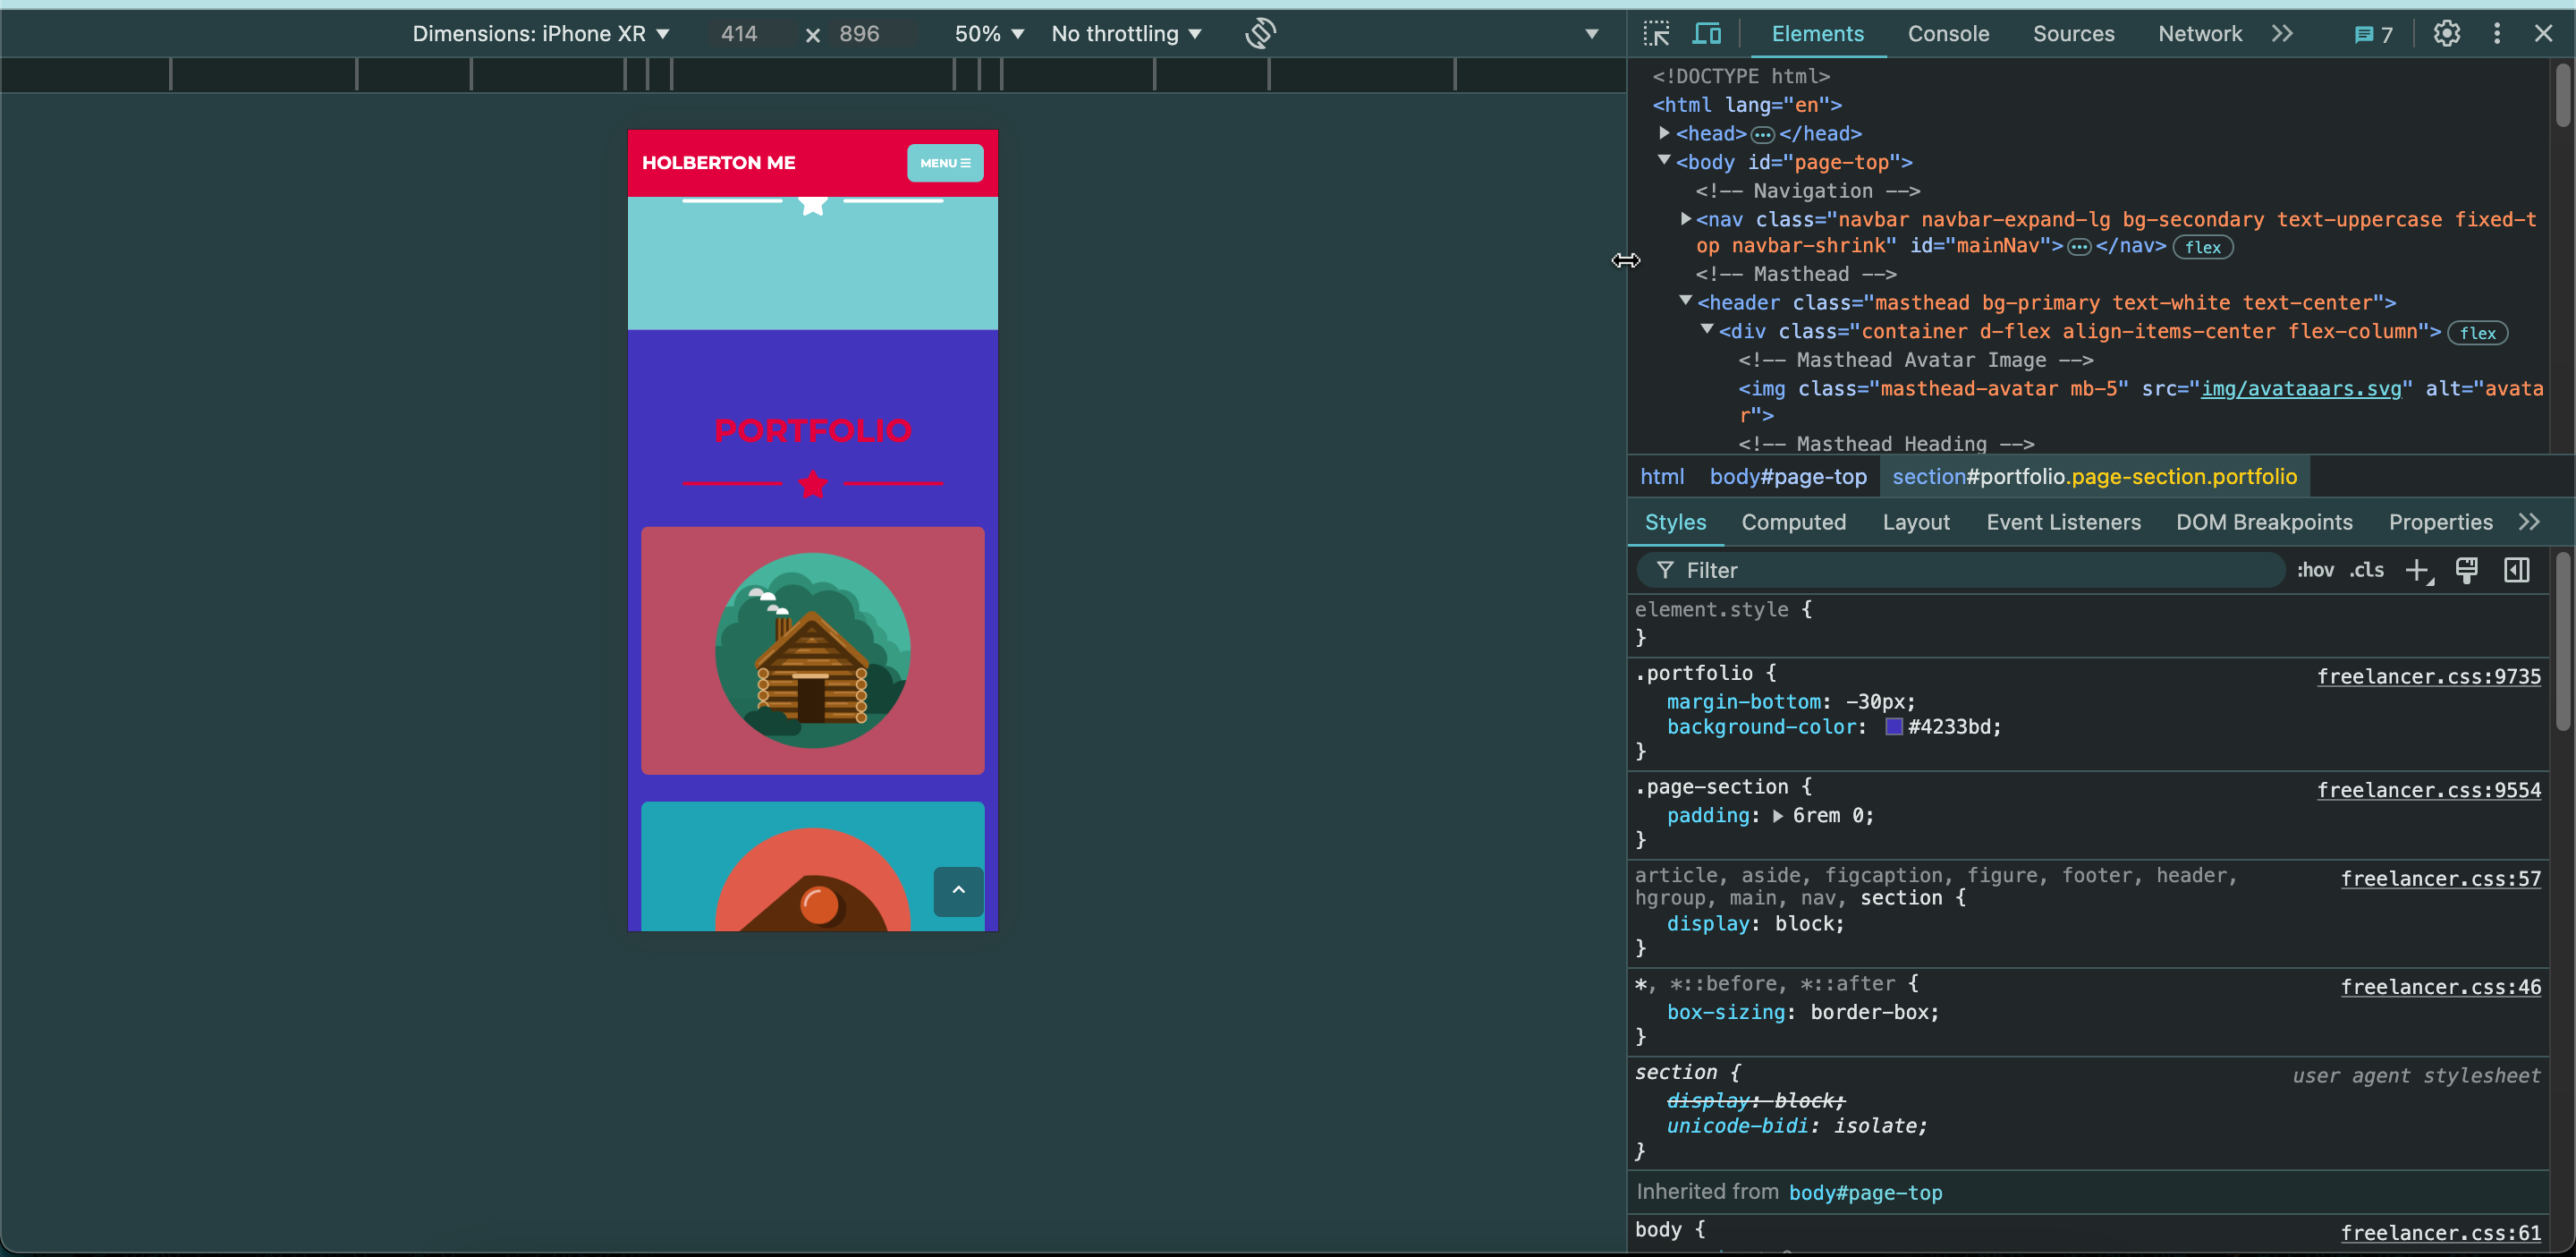 Dimensions: iPhone XR ▼ 414 × 896 50% ▼ No throttling ▼
Elements Console Sources Network 7
HOLBERTON ME
MENU ☰
PORTFOLIO
<!DOCTYPE html>
<html lang="en">
<head>…</head>
<body id="page-top">
<!-- Navigation -->
<nav class="navbar navbar-expand-lg bg-secondary text-uppercase fixed-t
op navbar-shrink" id="mainNav">…</nav> flex
<!-- Masthead -->
<header class="masthead bg-primary text-white text-center">
<div class="container d-flex align-items-center flex-column"> flex
<!-- Masthead Avatar Image -->
<img class="masthead-avatar mb-5" src="img/avataaars.svg" alt="avata
r">
<!-- Masthead Heading -->
html body#page-top section#portfolio.page-section.portfolio
Styles Computed Layout Event Listeners DOM Breakpoints Properties
Filter :hov .cls
element.style {
}
.portfolio { freelancer.css:9735
margin-bottom: -30px;
background-color: #4233bd;
}
.page-section { freelancer.css:9554
padding: 6rem 0;
}
article, aside, figcaption, figure, footer, header, freelancer.css:57
hgroup, main, nav, section {
display: block;
}
*, *::before, *::after { freelancer.css:46
box-sizing: border-box;
}
section { user agent stylesheet
display: block;
unicode-bidi: isolate;
}
Inherited from body#page-top
body { freelancer.css:61